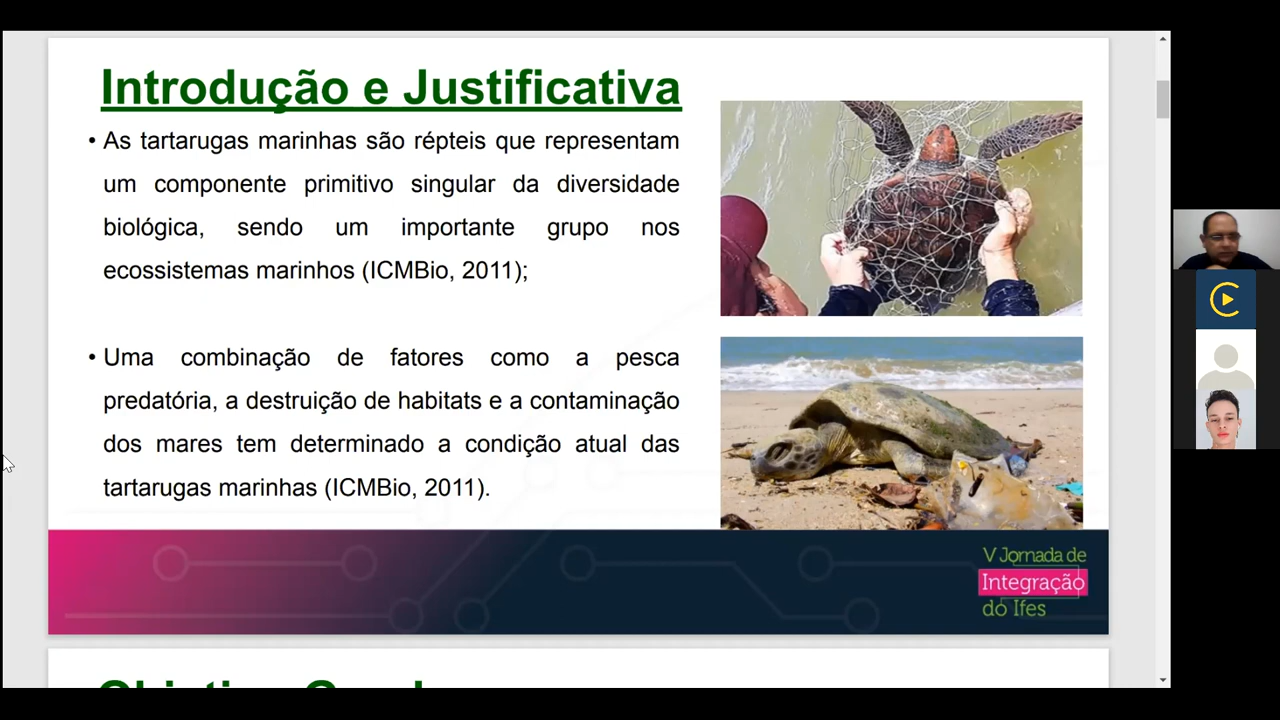 Introdução e Justificativa
• As tartarugas marinhas são répteis que representam
um componente primitivo singular da diversidade
biológica, sendo um importante grupo nos
ecossistemas marinhos (ICMBio, 2011);
• Uma combinação de fatores como a pesca
predatória, a destruição de habitats e a contaminação
dos mares tem determinado a condição atual das
tartarugas marinhas (ICMBio, 2011).
V Jornada de
Integração
do Ifes